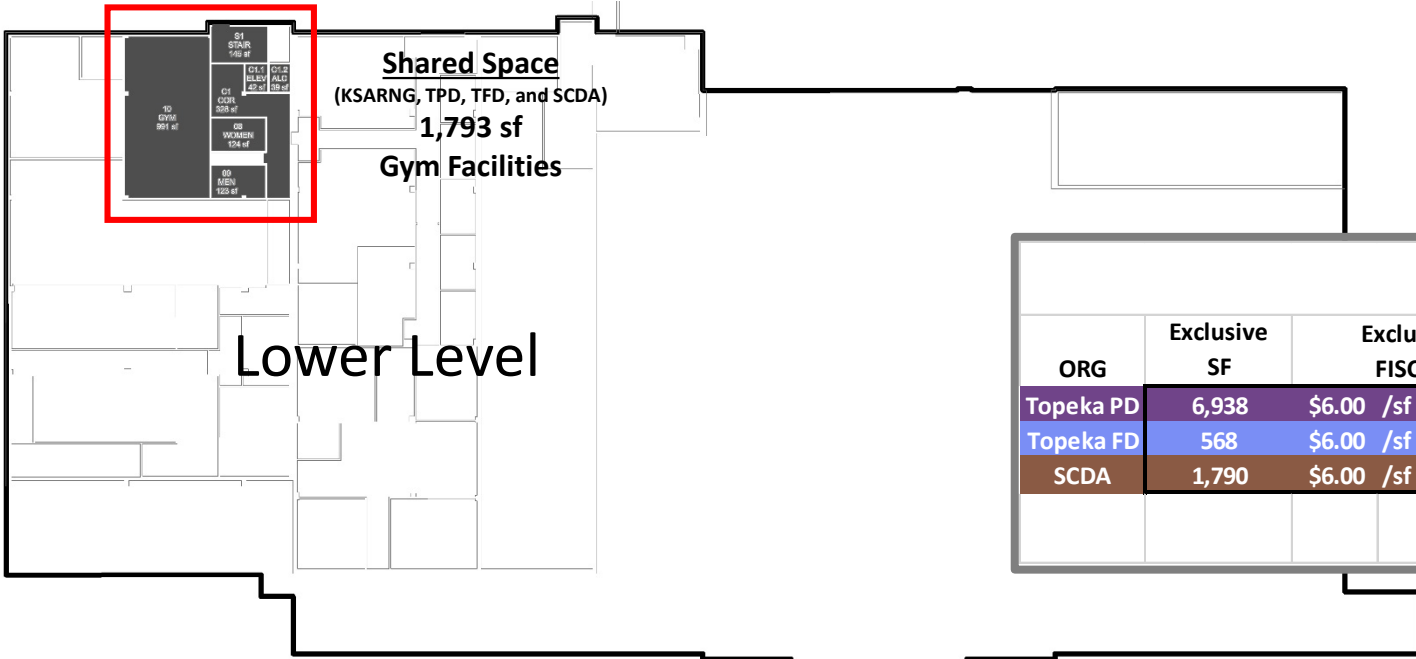 S1
STAIR
145 sf
C1.1
ELEV
42 sf
C1.2
ALC
39 sf
C1
COR
328 sf
10
GYM
991 sf
08
WOMEN
124 sf
09
MEN
123 sf
Shared Space
(KSARNG, TPD, TFD, and SCDA)
1,793 sf
Gym Facilities
Lower Level
Exclusive Exclu
ORG SF FISC
Topeka PD 6,938 $6.00 /sf
Topeka FD 568 $6.00 /sf
SCDA 1,790 $6.00 /sf